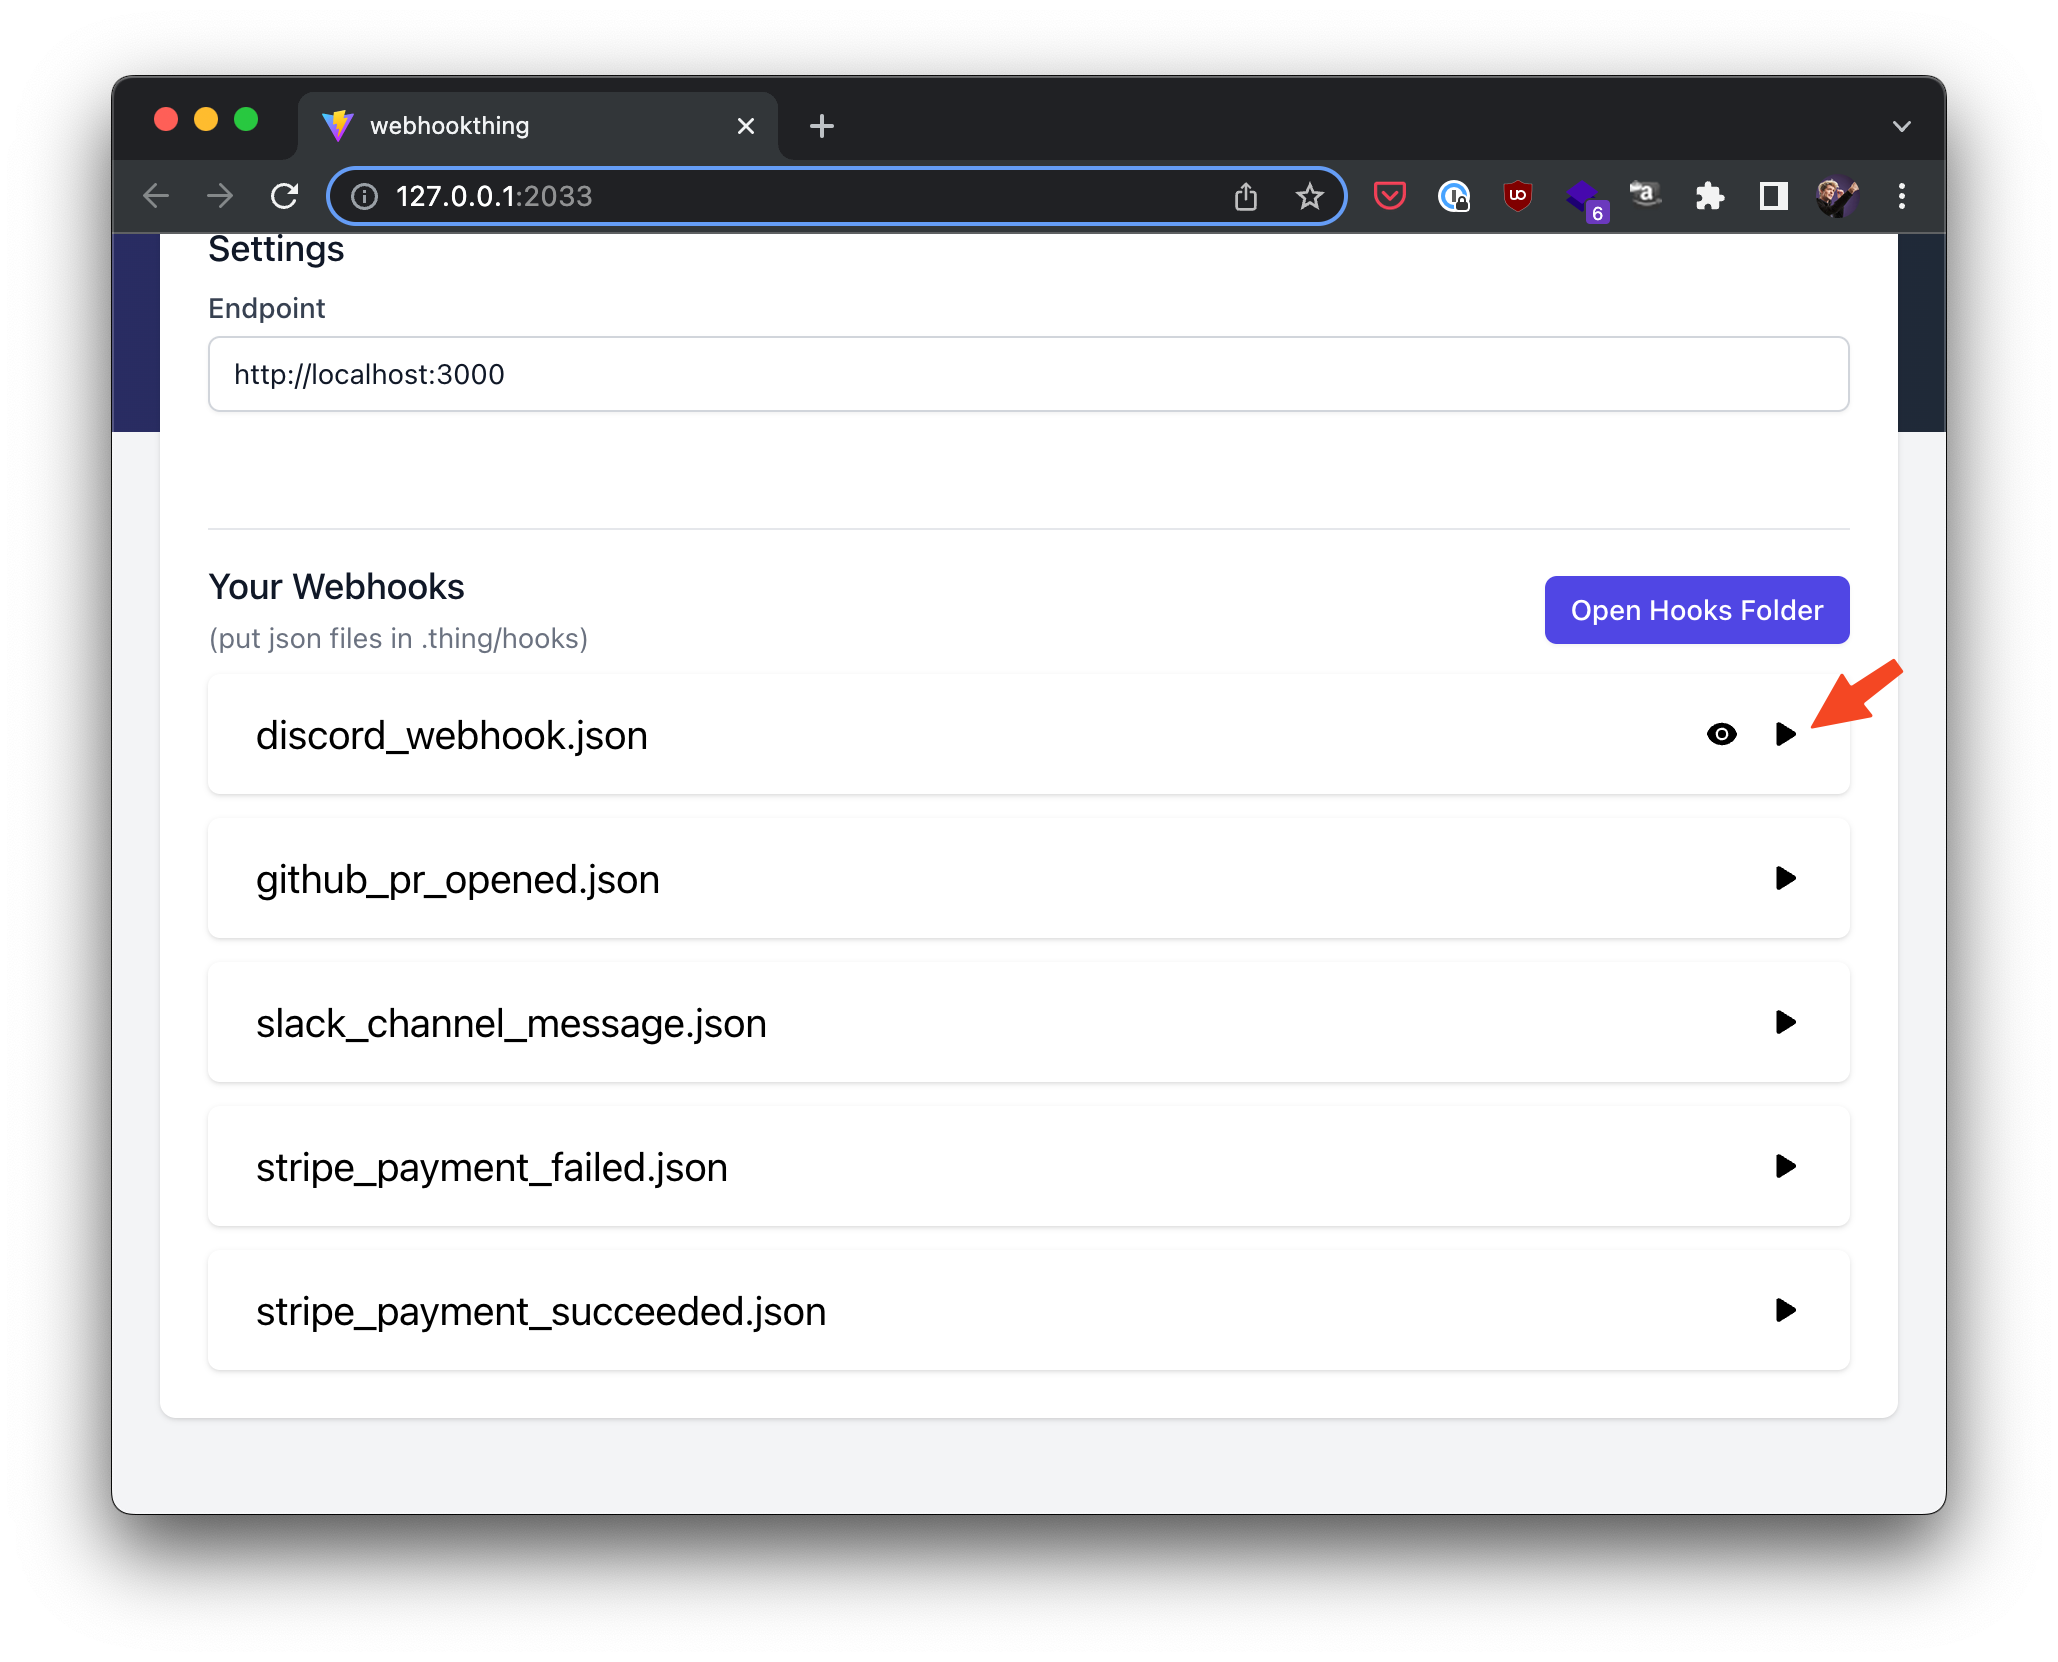 webhookthing
127.0.0.1:2033
6
Settings
Endpoint
http://localhost:3000
Your Webhooks
Open Hooks Folder
(put json files in .thing/hooks)
discord_webhook.json
github_pr_opened.json
slack_channel_message.json
stripe_payment_failed.json
stripe_payment_succeeded.json